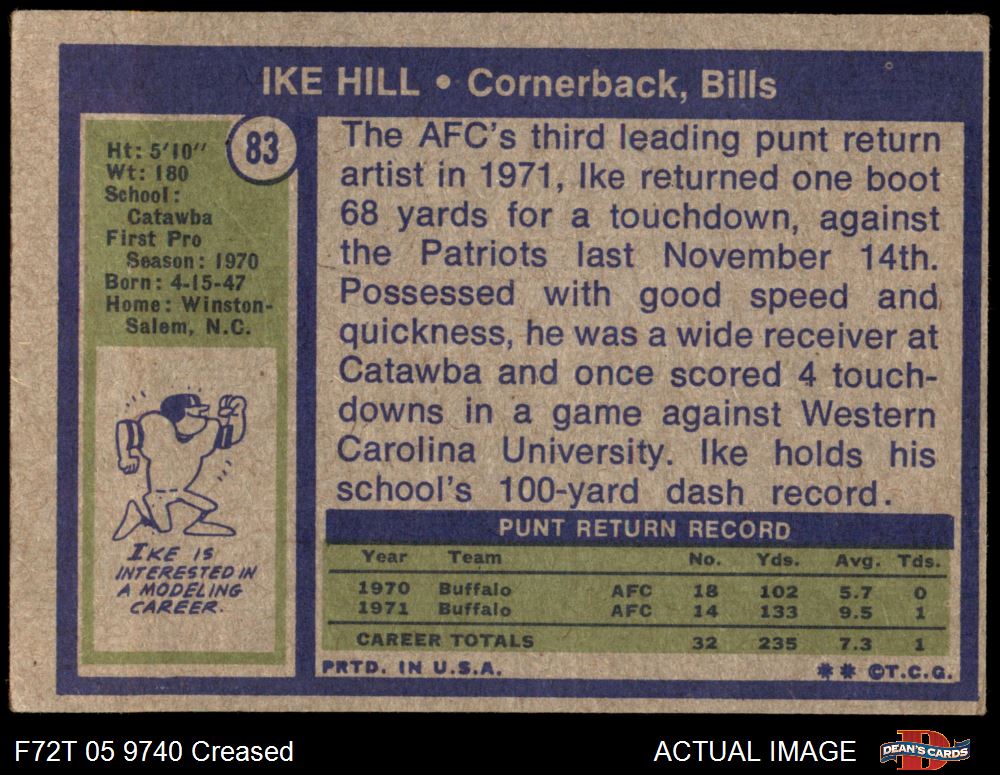 IKE HILL • Cornerback, Bills
83
Ht: 5'10"
Wt: 180
School:
Catawba
First Pro
Season: 1970
Born: 4-15-47
Home: Winston-
Salem, N.C.
IKE IS
INTERESTED IN
A MODELING
CAREER.
The AFC's third leading punt return
artist in 1971, Ike returned one boot
68 yards for a touchdown, against
the Patriots last November 14th.
Possessed with good speed and
quickness, he was a wide receiver at
Catawba and once scored 4 touch-
downs in a game against Western
Carolina University. Ike holds his
school's 100-yard dash record.
PUNT RETURN RECORD
Year Team No. Yds. Avg. Tds.
1970 Buffalo AFC 18 102 5.7 0
1971 Buffalo AFC 14 133 9.5 1
CAREER TOTALS 32 235 7.3 1
PRTD. IN U.S.A. ** ©T.C.G.
F72T 05 9740 Creased ACTUAL IMAGE DEAN'S CARDS